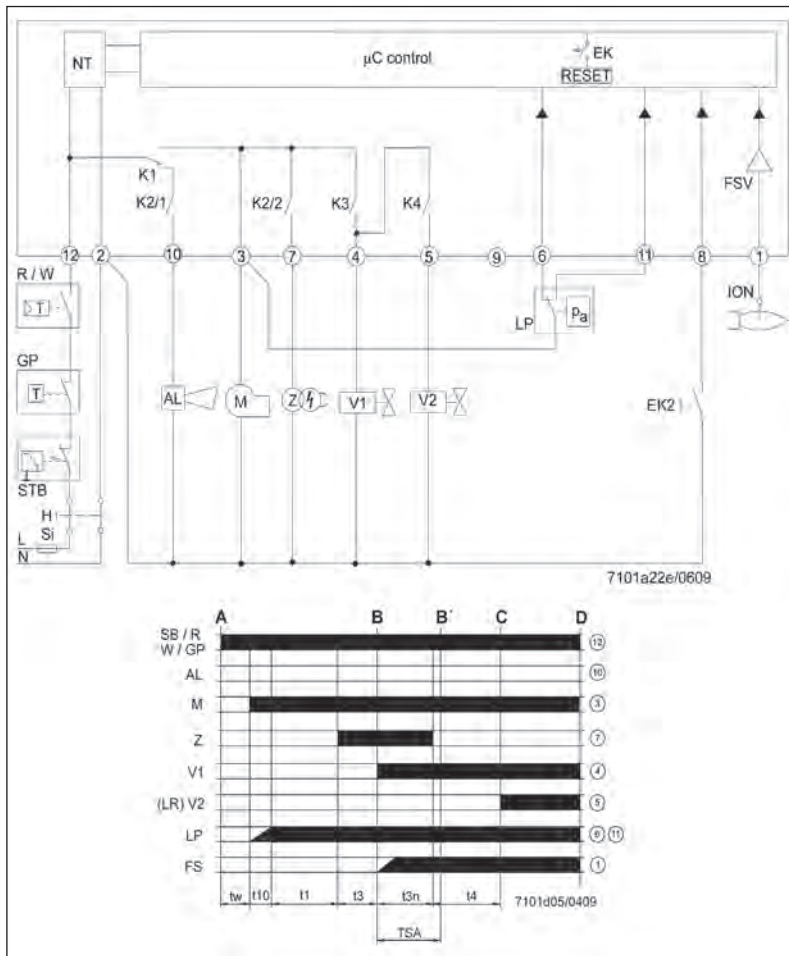 NT
µC control
EK
RESET
FSV
K1
K2/1
K2/2
K3
K4
12 2 10 3 7 4 5 9 6 11 8 1
R / W
T
GP
T
STB
H
Si
L
N
AL
M
Z
V1
V2
LP
Pa
ION
EK2
7101a22e/0609
A B B´ C D
SB / R
W / GP
12
AL
10
M
3
Z
7
V1
4
(LR) V2
5
LP
6 11
FS
1
tw t10 t1 t3 t3n t4
7101d05/0409
TSA